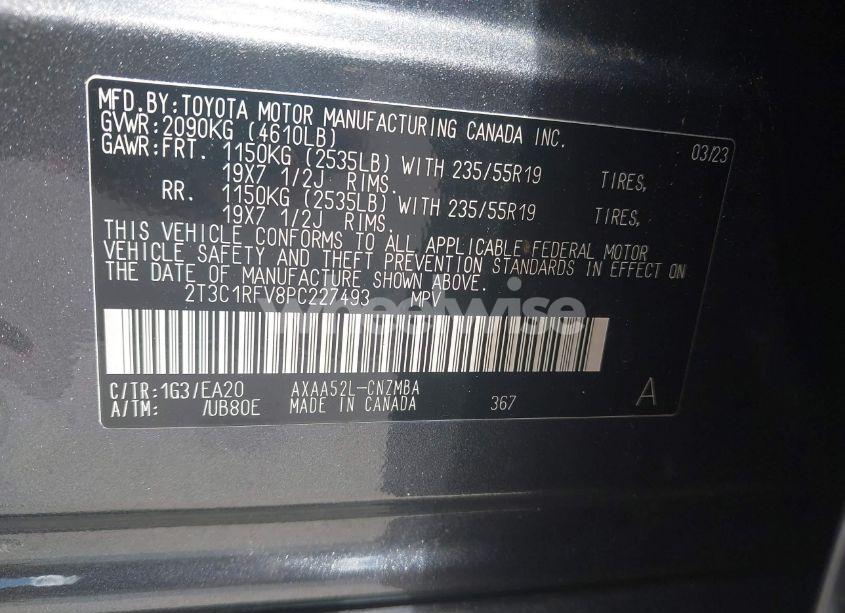 MFD.BY:TOYOTA MOTOR MANUFACTURING CANADA INC.
GVWR:2090KG (4610LB) 03/23
GAWR:FRT. 1150KG (2535LB) WITH 235/55R19 TIRES,
19X7 1/2J RIMS.
RR. 1150KG (2535LB) WITH 235/55R19 TIRES,
19X7 1/2J RIMS.
THIS VEHICLE CONFORMS TO ALL APPLICABLE FEDERAL MOTOR
VEHICLE SAFETY AND THEFT PREVENTION STANDARDS IN EFFECT ON
THE DATE OF MANUFACTURE SHOWN ABOVE.
2T3C1RFV8PC227493 MPV
wheelwise
C/TR:1G3/EA20 AXAA52L-CNZMBA A
A/TM: /UB80E MADE IN CANADA 367